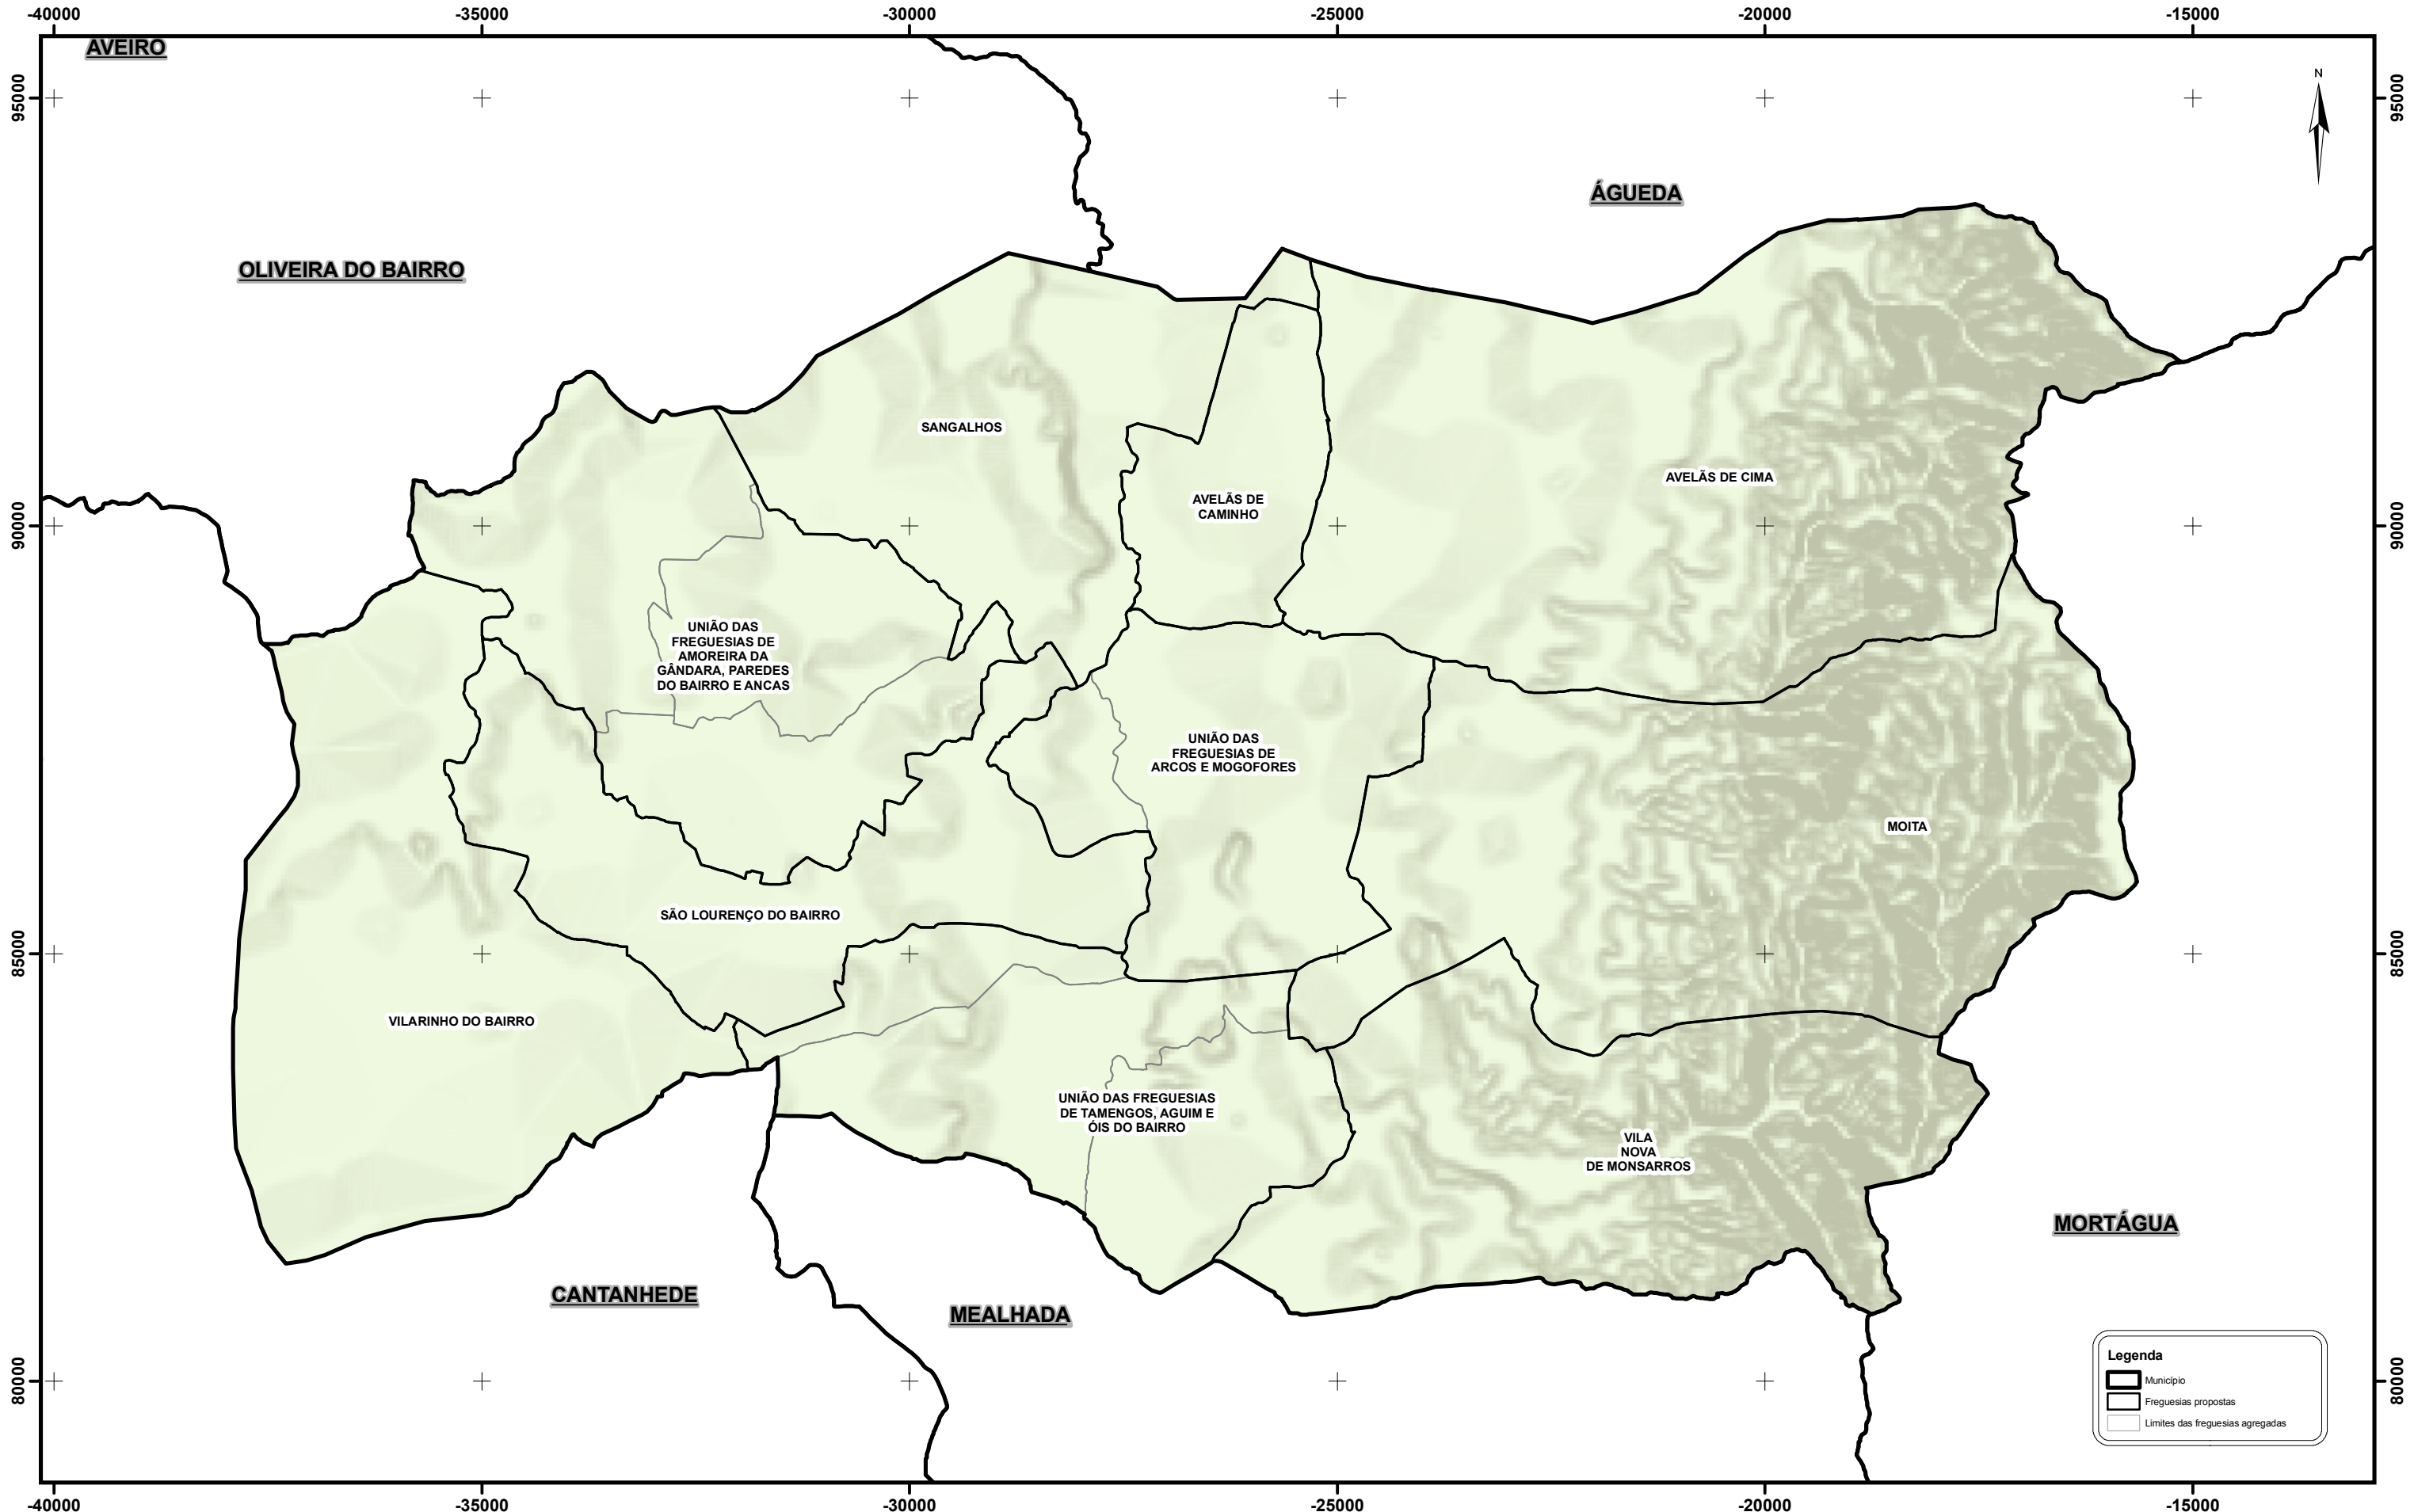 -40000
-35000
-30000
-25000
-20000
-15000
AVEIRO
95000
95000
N
ÁGUEDA
OLIVEIRA DO BAIRRO
SANGALHOS
AVELÃS DE CIMA
AVELÃS DE
CAMINHO
90000
90000
UNIÃO DAS
FREGUESIAS DE
AMOREIRA DA
GÂNDARA, PAREDES
DO BAIRRO E ANCAS
UNIÃO DAS
FREGUESIAS DE
ARCOS E MOGOFORES
MOITA
SÃO LOURENÇO DO BAIRRO
85000
85000
VILARINHO DO BAIRRO
UNIÃO DAS FREGUESIAS
DE TAMENGOS, AGUIM E
ÓIS DO BAIRRO
VILA
NOVA
DE MONSARROS
MORTÁGUA
CANTANHEDE
MEALHADA
Legenda
Município
Freguesias propostas
Limites das freguesias agregadas
80000
80000
-40000
-35000
-30000
-25000
-20000
-15000